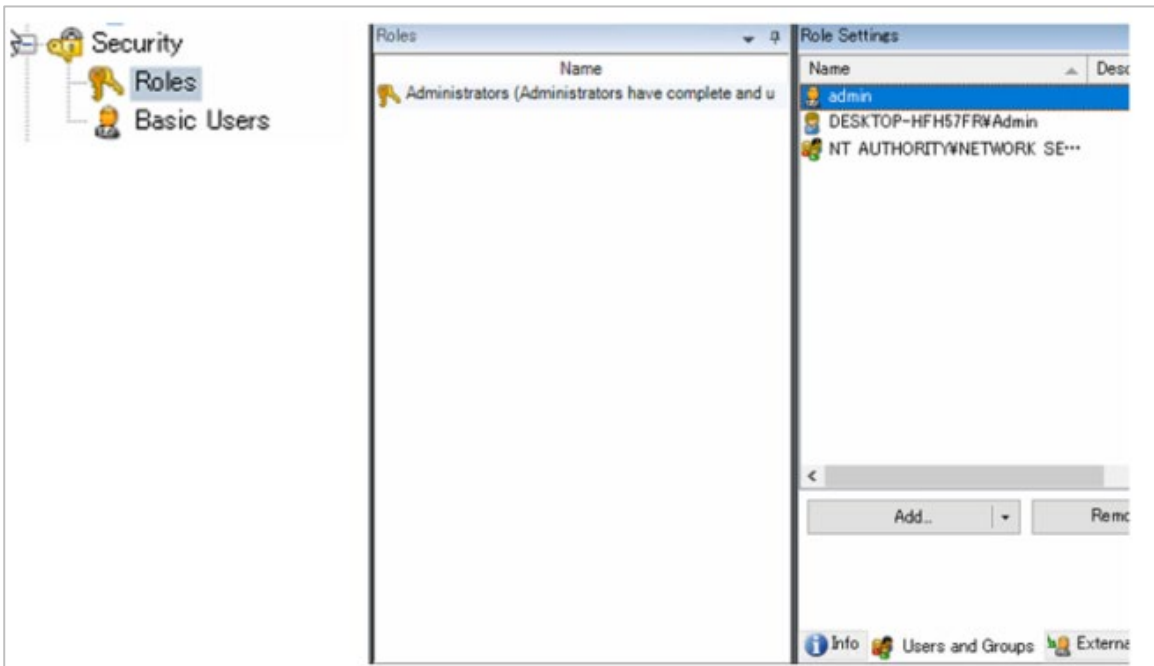 Security
Roles
Basic Users
Roles
Name
Administrators (Administrators have complete and u
Role Settings
Name
Desc
admin
DESKTOP-HFH57FR¥Admin
NT AUTHORITY¥NETWORK SE…
Add...
Remo
Info
Users and Groups
Externa